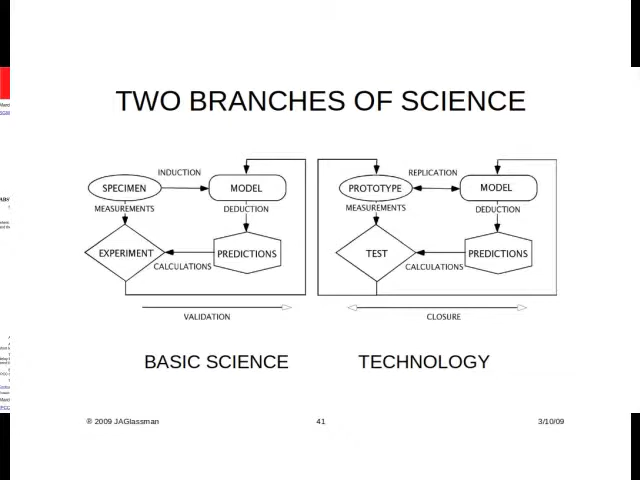 TWO BRANCHES OF SCIENCE
INDUCTION
SPECIMEN
MODEL
MEASUREMENTS
DEDUCTION
EXPERIMENT
PREDICTIONS
CALCULATIONS
VALIDATION
BASIC SCIENCE
REPLICATION
PROTOTYPE
MODEL
MEASUREMENTS
DEDUCTION
TEST
PREDICTIONS
CALCULATIONS
CLOSURE
TECHNOLOGY
® 2009 JAGlassman
41
3/10/09